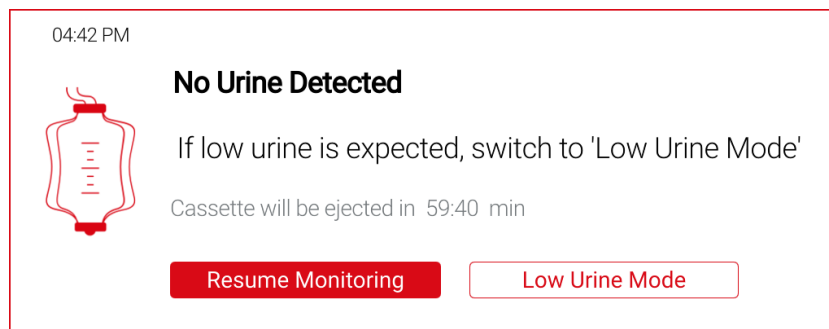 04:42 PM
No Urine Detected
If low urine is expected, switch to 'Low Urine Mode'
Cassette will be ejected in 59:40 min
Resume Monitoring
Low Urine Mode